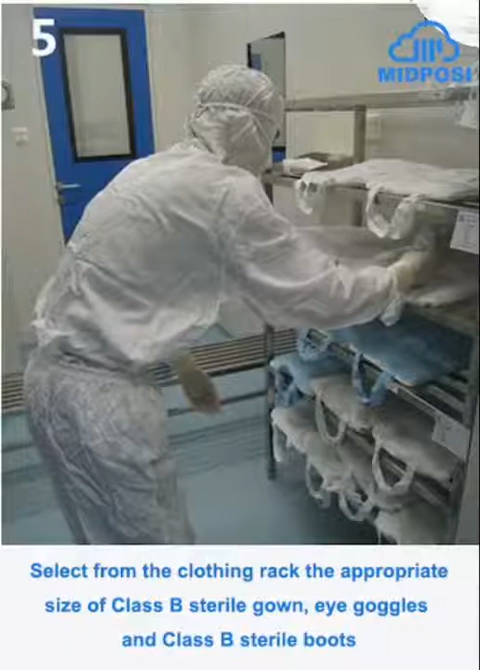 5
MIDPOSI
Select from the clothing rack the appropriate
size of Class B sterile gown, eye goggles
and Class B sterile boots